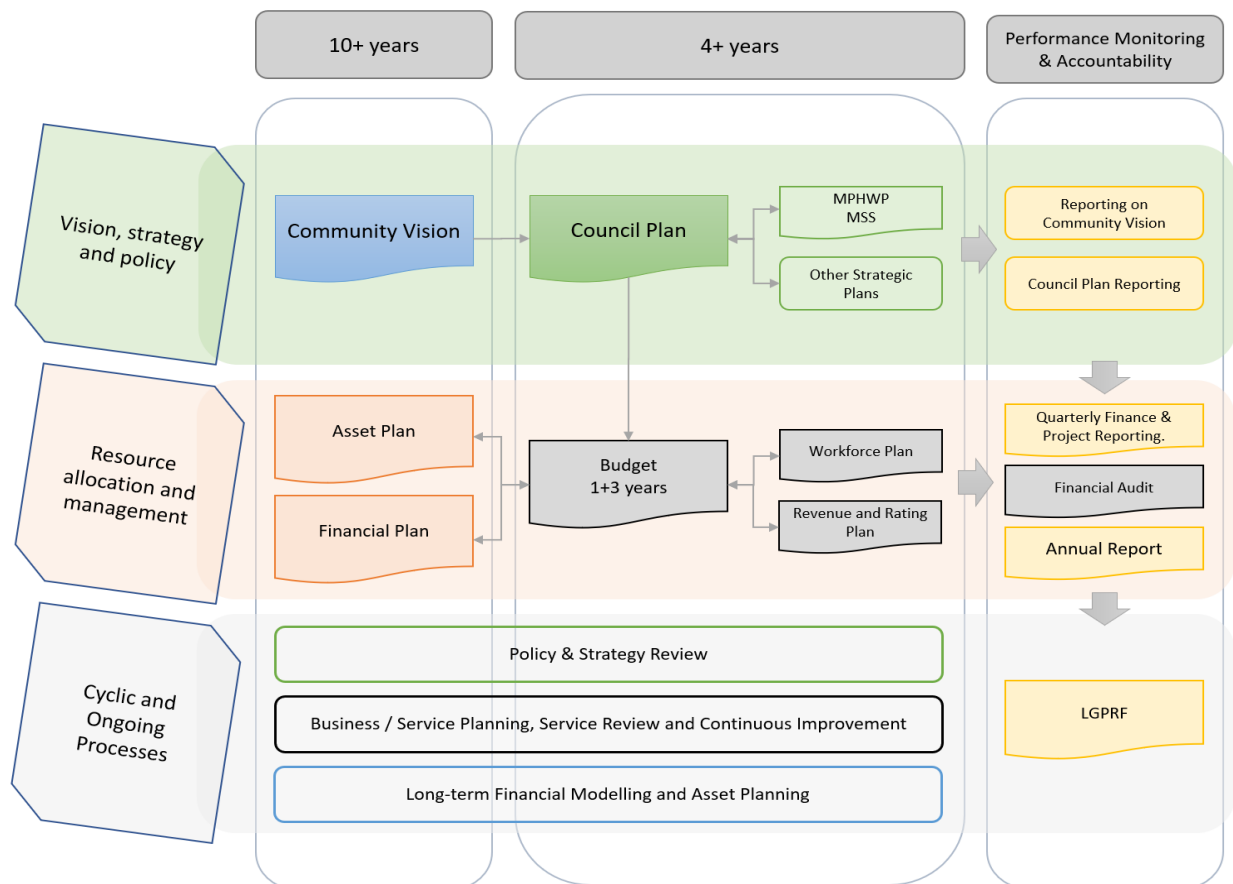 10+ years
4+ years
Performance Monitoring
& Accountability
Vision, strategy
and policy
Community Vision
Council Plan
MPHWP
MSS
Other Strategic
Plans
Reporting on
Community Vision
Council Plan Reporting
Resource
allocation and
management
Asset Plan
Financial Plan
Budget
1+3 years
Workforce Plan
Revenue and Rating
Plan
Quarterly Finance &
Project Reporting.
Financial Audit
Annual Report
Cyclic and
Ongoing
Processes
Policy & Strategy Review
Business / Service Planning, Service Review and Continuous Improvement
Long-term Financial Modelling and Asset Planning
LGPRF